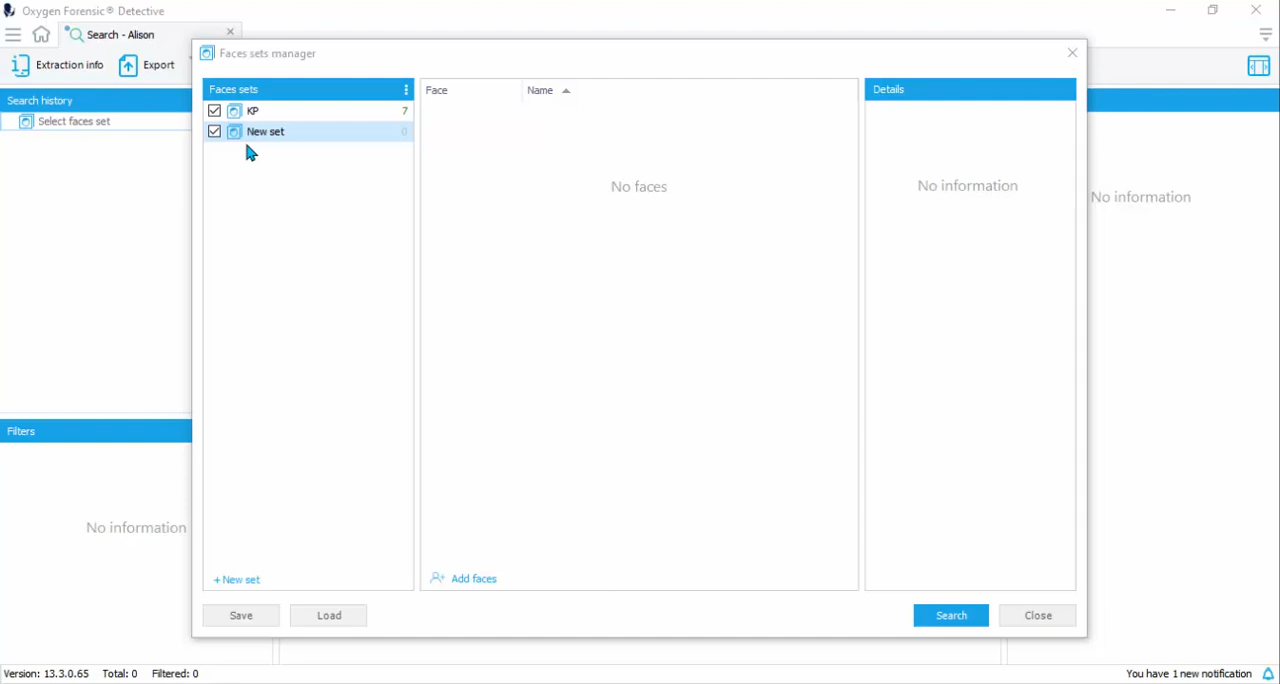 Oxygen Forensic® Detective
Search - Alison
Extraction info
Export
Search history
Select faces set
Filters
No information
Faces sets manager
Faces sets
KP 7
New set 0
+ New set
Face Name
No faces
Add faces
Details
No information
Save Load Search Close
No information
Version: 13.3.0.65 Total: 0 Filtered: 0
You have 1 new notification